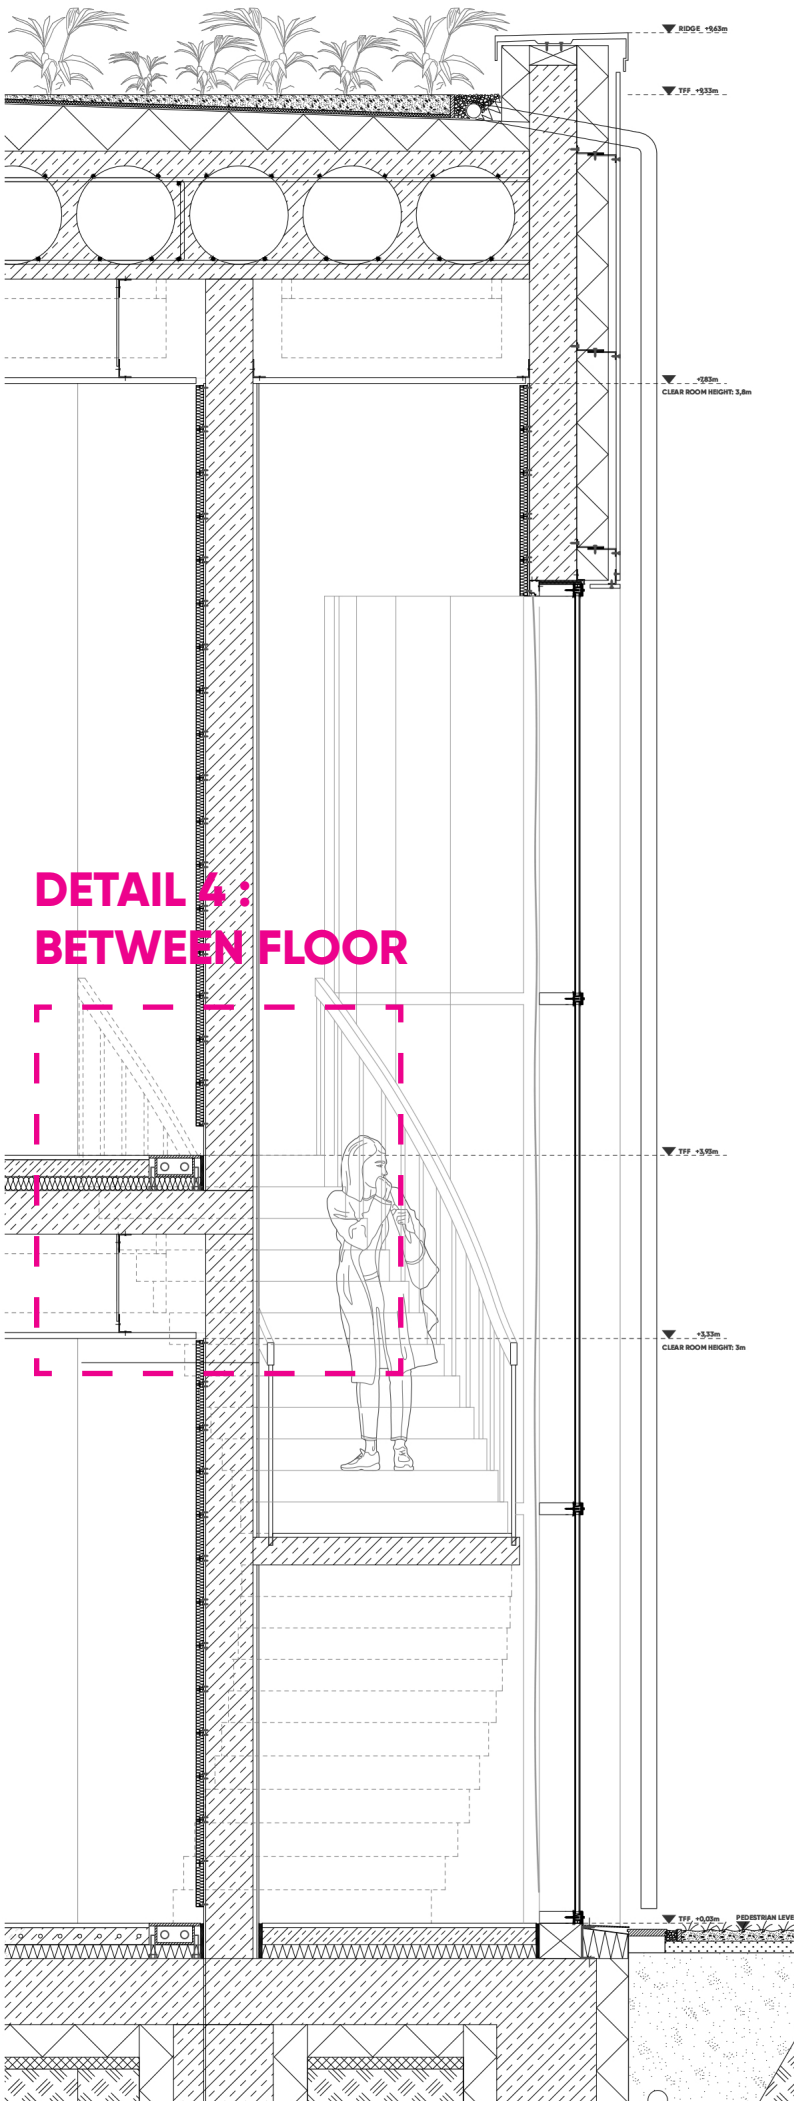 RIDGE +9,63m
TFF +9,33m
+7,83m
CLEAR ROOM HEIGHT: 3,8m
DETAIL 4 :
BETWEEN FLOOR
TFF +3,93m
+3,33m
CLEAR ROOM HEIGHT: 3m
TFF +0,03m
PEDESTRIAN LEVE